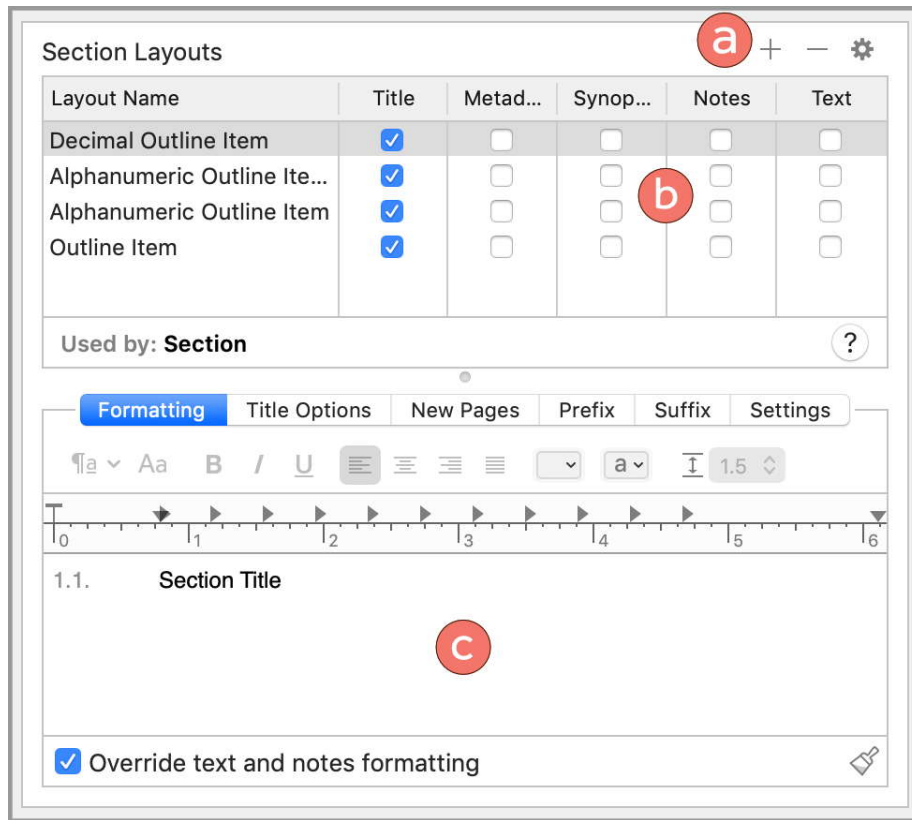 Section Layouts a + −
Layout Name Title Metad... Synop... Notes Text
Decimal Outline Item
Alphanumeric Outline Ite...
Alphanumeric Outline Item
b
Outline Item
Used by: Section ?
Formatting Title Options New Pages Prefix Suffix Settings
¶a Aa B I U a 1.5
0 1 2 3 4 5 6
1.1. Section Title
c
Override text and notes formatting